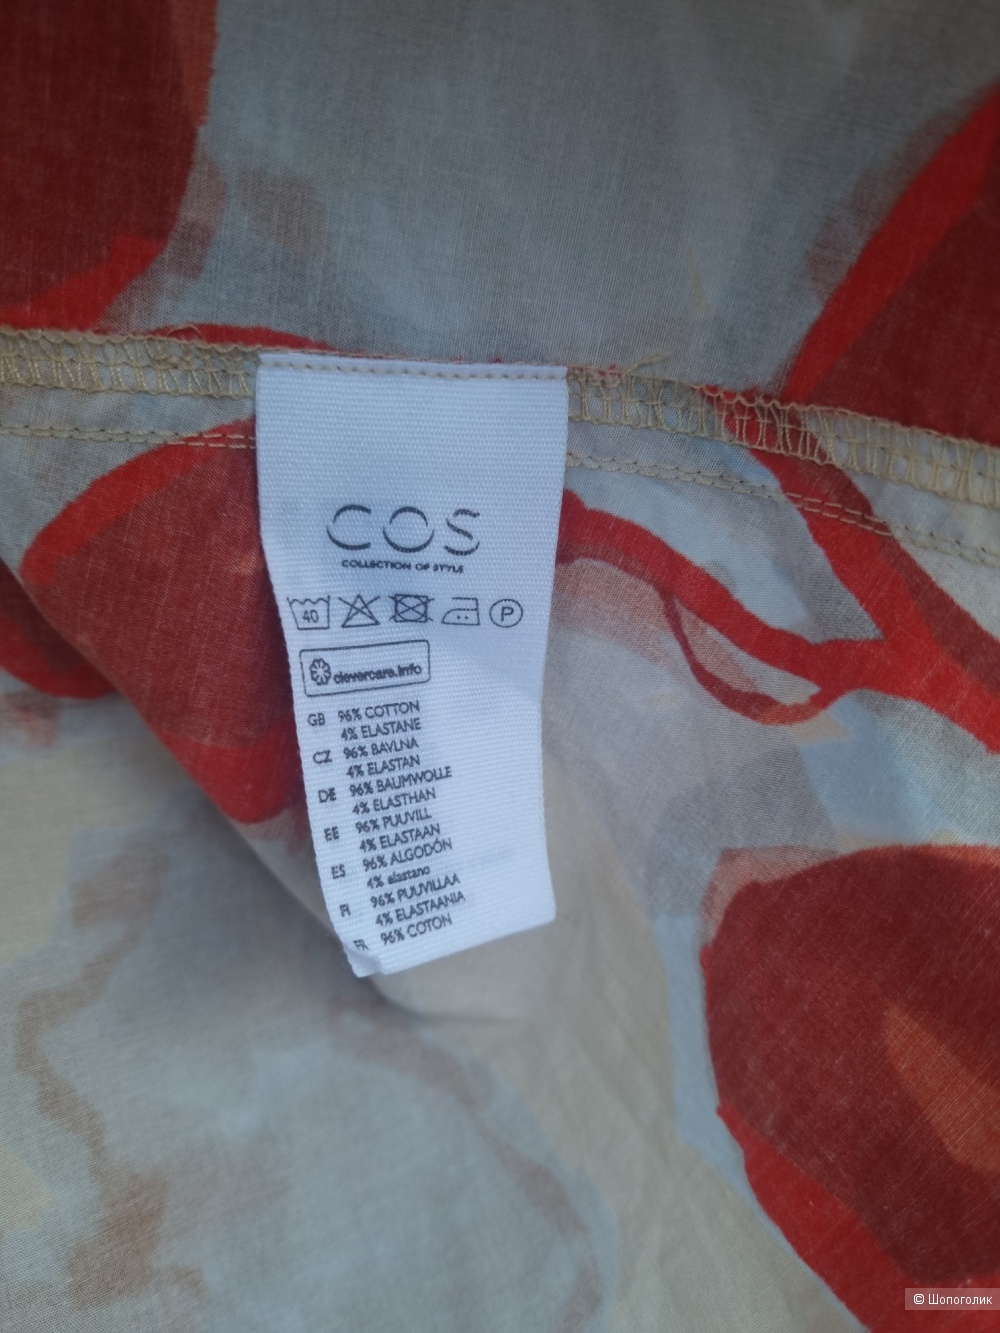 COS
COLLECTION OF STYLE
40 P
clevercare.info
GB 96% COTTON
4% ELASTANE
CZ 96% BAVLNA
4% ELASTAN
DE 96% BAUMWOLLE
4% ELASTHAN
EE 96% PUUVILL
4% ELASTAAN
ES 96% ALGODÓN
4% elastano
FI 96% PUUVILLAA
4% ELASTAANIA
FR 96% COTON
© Шопоголик